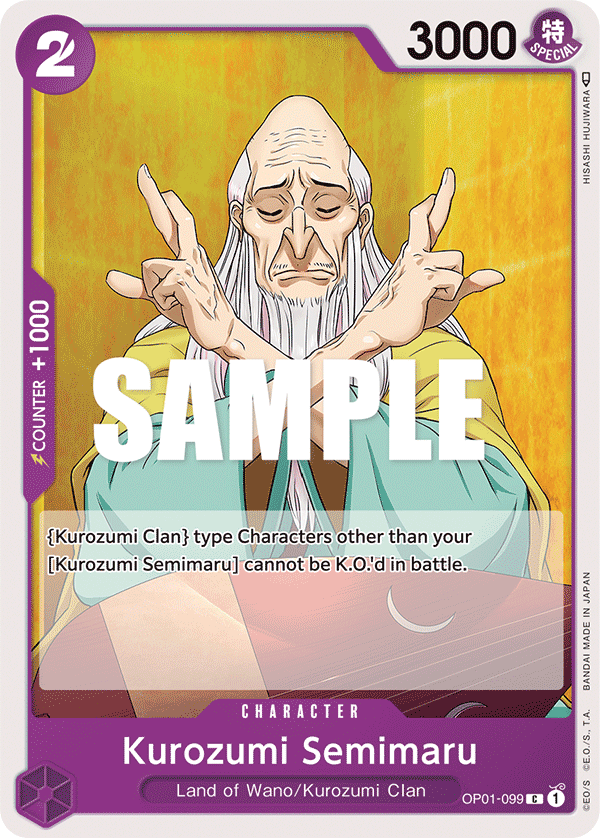 2
3000
特
SPECIAL
HISASHI HUJIWARA
COUNTER +1000
SAMPLE
{Kurozumi Clan} type Characters other than your
[Kurozumi Semimaru] cannot be K.O.'d in battle.
CHARACTER
Kurozumi Semimaru
Land of Wano/Kurozumi Clan
OP01-099 C 1
©E.O/S ©E.O./S., T.A. BANDAI MADE IN JAPAN